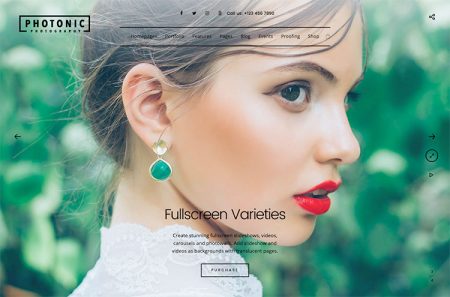 PHOTONIC
PHOTOGRAPHY
Call us: +123 456 7890
Homepages Portfolio Features Pages Blog Events Proofing Shop
Fullscreen Varieties
Create stunning fullscreen slideshows, videos,
carousels and photowalls. Add slideshow and
videos as backgrounds with translucent pages.
PURCHASE